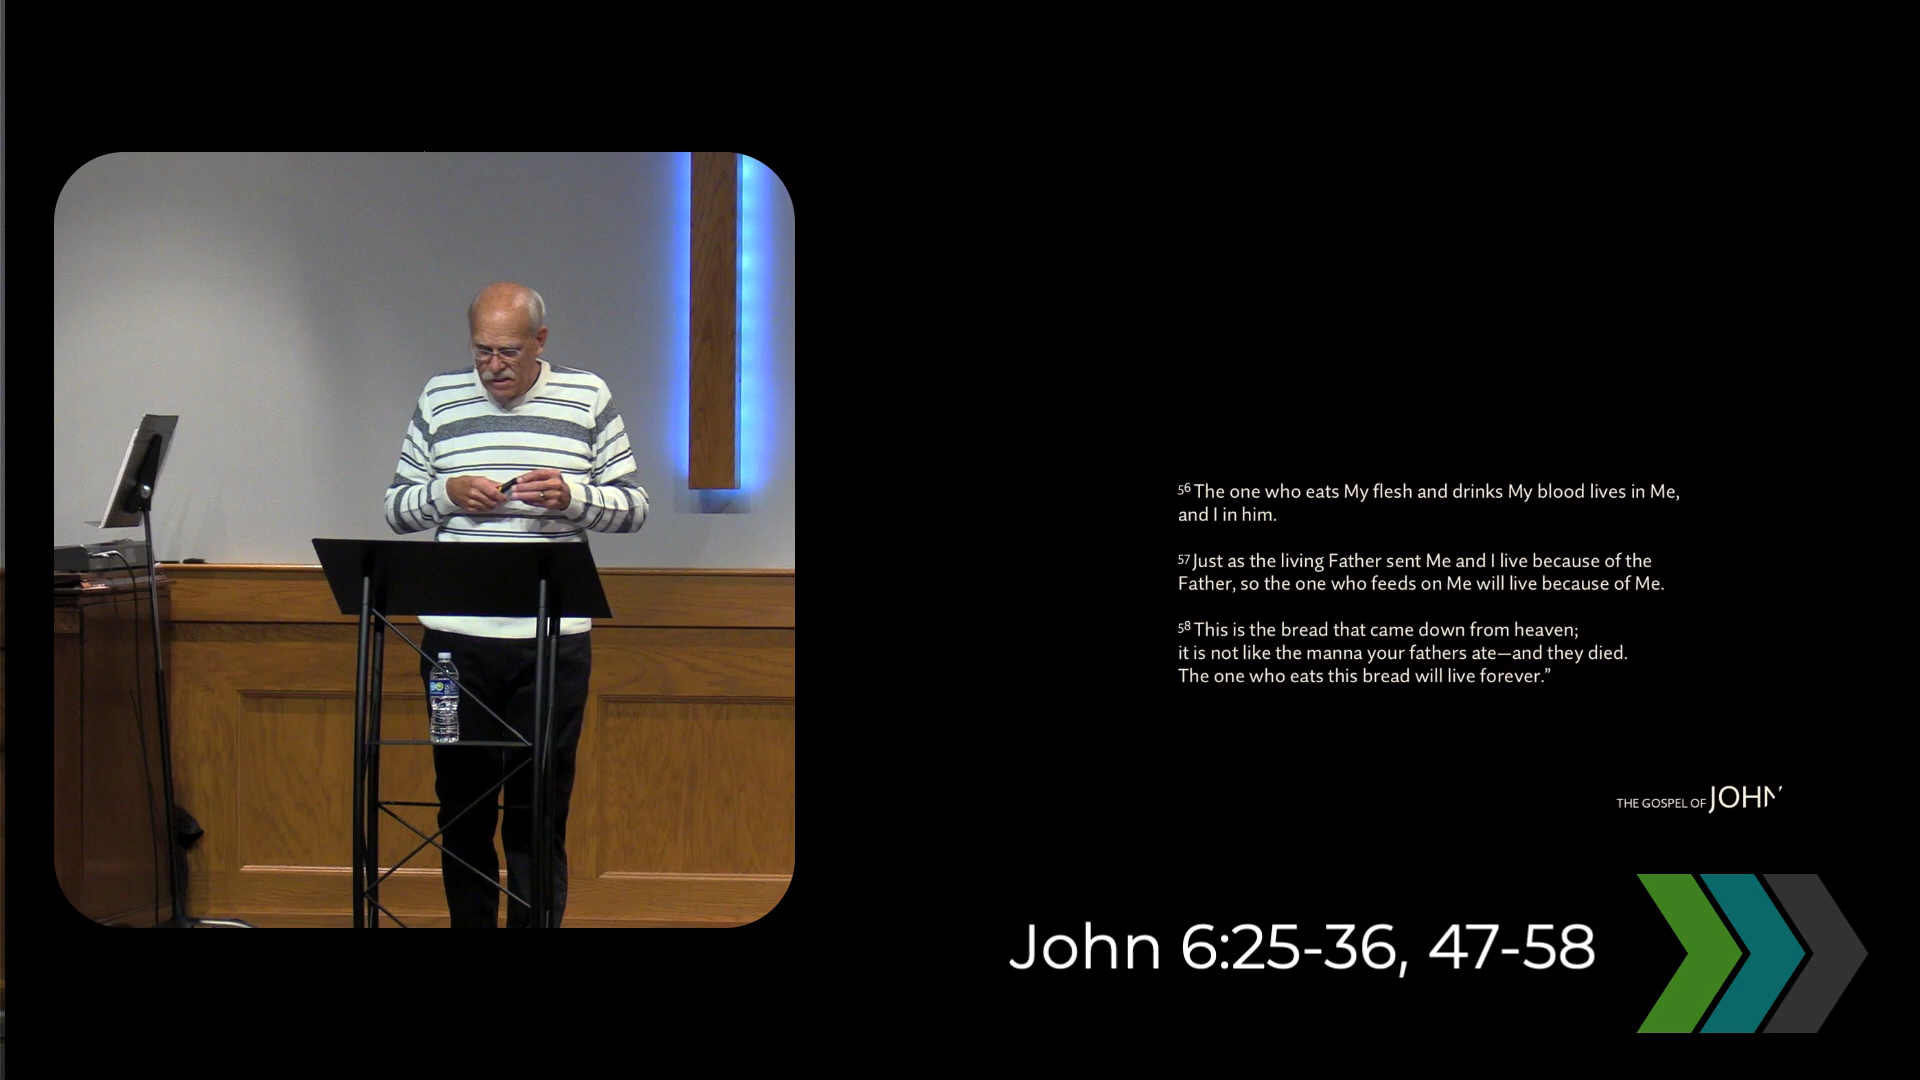 56 The one who eats My flesh and drinks My blood lives in Me,
and I in him.
57 Just as the living Father sent Me and I live because of the
Father, so the one who feeds on Me will live because of Me.
58 This is the bread that came down from heaven;
it is not like the manna your fathers ate—and they died.
The one who eats this bread will live forever.”
THE GOSPEL OF JOHN
John 6:25-36, 47-58